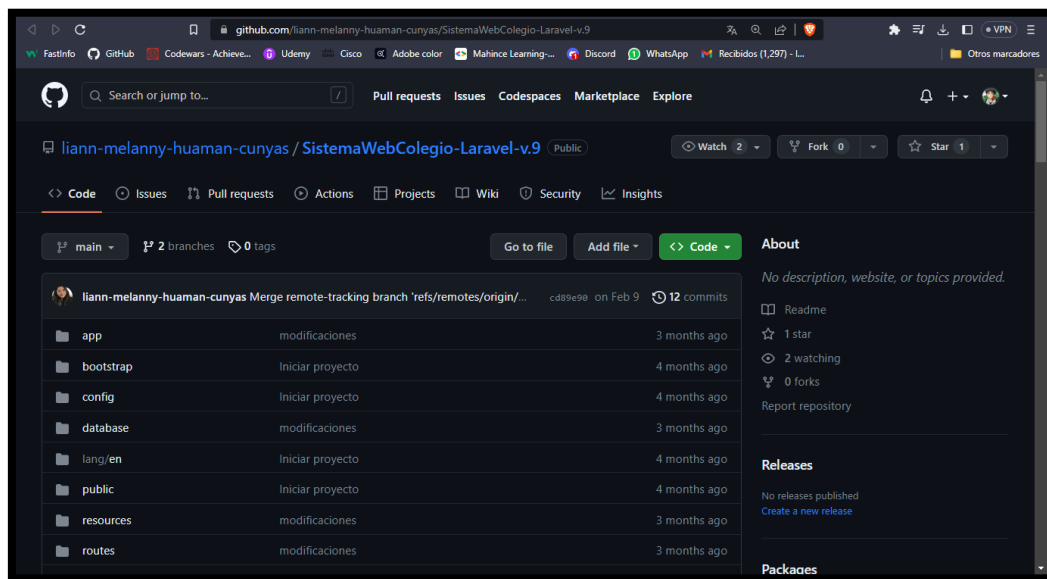 github.com/liann-melanny-huaman-cunyas/SistemaWebColegio-Laravel-v.9 VPN
FastInfo GitHub Codewars - Achieve... Udemy Cisco Adobe color Mahince Learning-... Discord WhatsApp Recibidos (1,297) - l... Otros marcadores
Search or jump to... / Pull requests Issues Codespaces Marketplace Explore
liann-melanny-huaman-cunyas / SistemaWebColegio-Laravel-v.9 Public Watch 2 Fork 0 Star 1
Code Issues Pull requests Actions Projects Wiki Security Insights
main 2 branches 0 tags Go to file Add file Code About
No description, website, or topics provided.
liann-melanny-huaman-cunyas Merge remote-tracking branch 'refs/remotes/origin/... cd89e90 on Feb 9 12 commits
Readme
app modificaciones 3 months ago 1 star
bootstrap Iniciar proyecto 4 months ago 2 watching
config Iniciar proyecto 4 months ago 0 forks
Report repository
database modificaciones 3 months ago
lang/en Iniciar proyecto 4 months ago Releases
public Iniciar proyecto 4 months ago No releases published
Create a new release
resources modificaciones 3 months ago
routes modificaciones 3 months ago
Packages